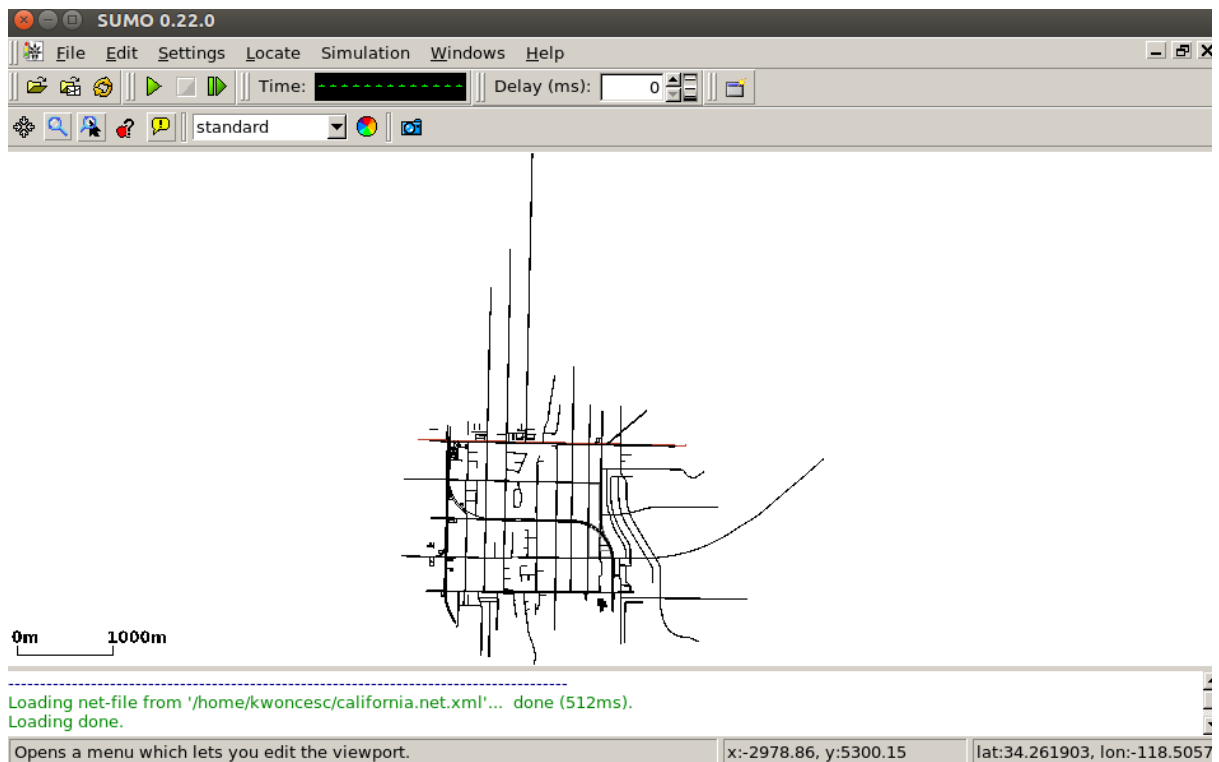 SUMO 0.22.0
File Edit Settings Locate Simulation Windows Help
Time: Delay (ms): 0
standard
0m 1000m
--------------------------------------------------------------------------------
Loading net-file from '/home/kwoncesc/california.net.xml'... done (512ms).
Loading done.
Opens a menu which lets you edit the viewport. x:-2978.86, y:5300.15 lat:34.261903, lon:-118.5057